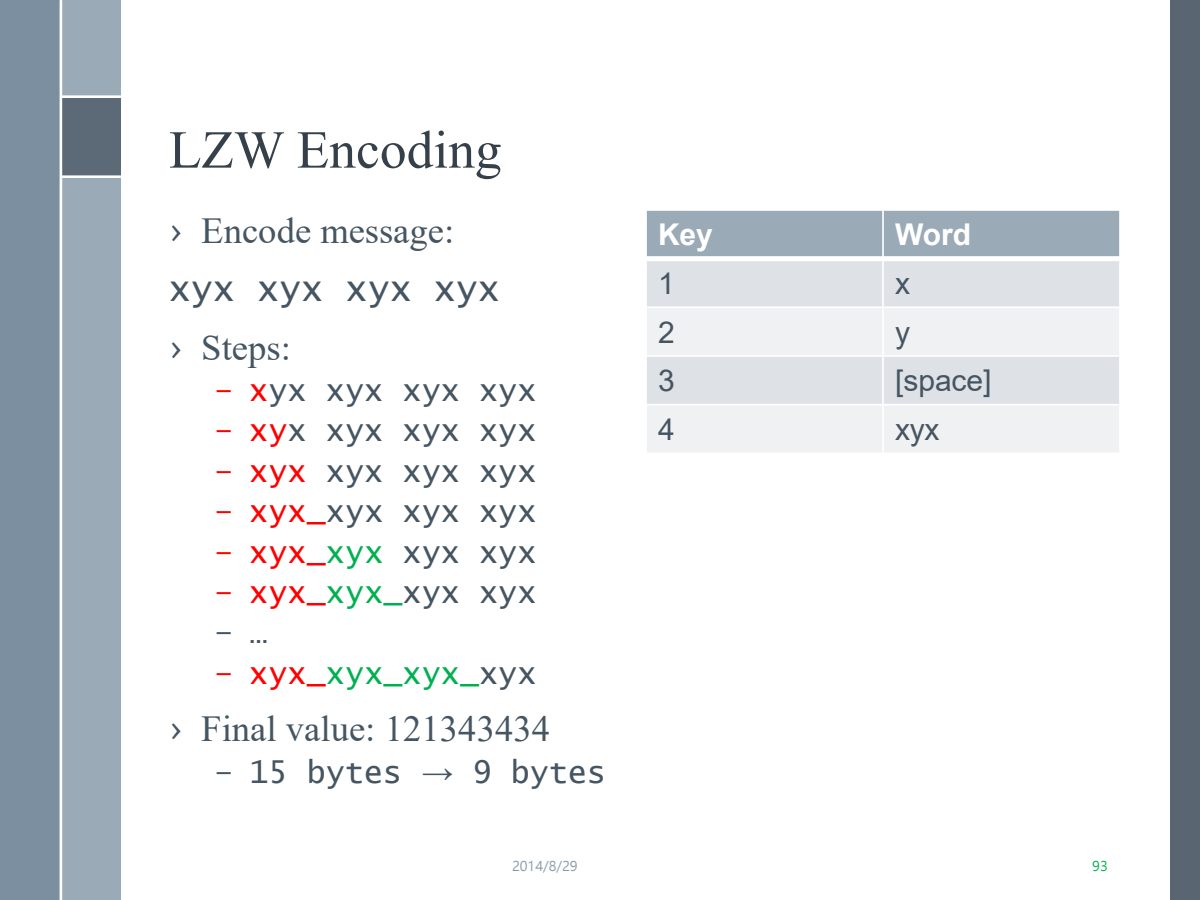 LZW Encoding
› Encode message:
xyx xyx xyx xyx
› Steps:
– xyx xyx xyx xyx
– xyx xyx xyx xyx
– xyx xyx xyx xyx
– xyx_xyx xyx xyx
– xyx_xyx xyx xyx
– xyx_xyx_xyx xyx
– …
– xyx_xyx_xyx_xyx
› Final value: 121343434
– 15 bytes → 9 bytes
Key Word
1 x
2 y
3 [space]
4 xyx
2014/8/29
93